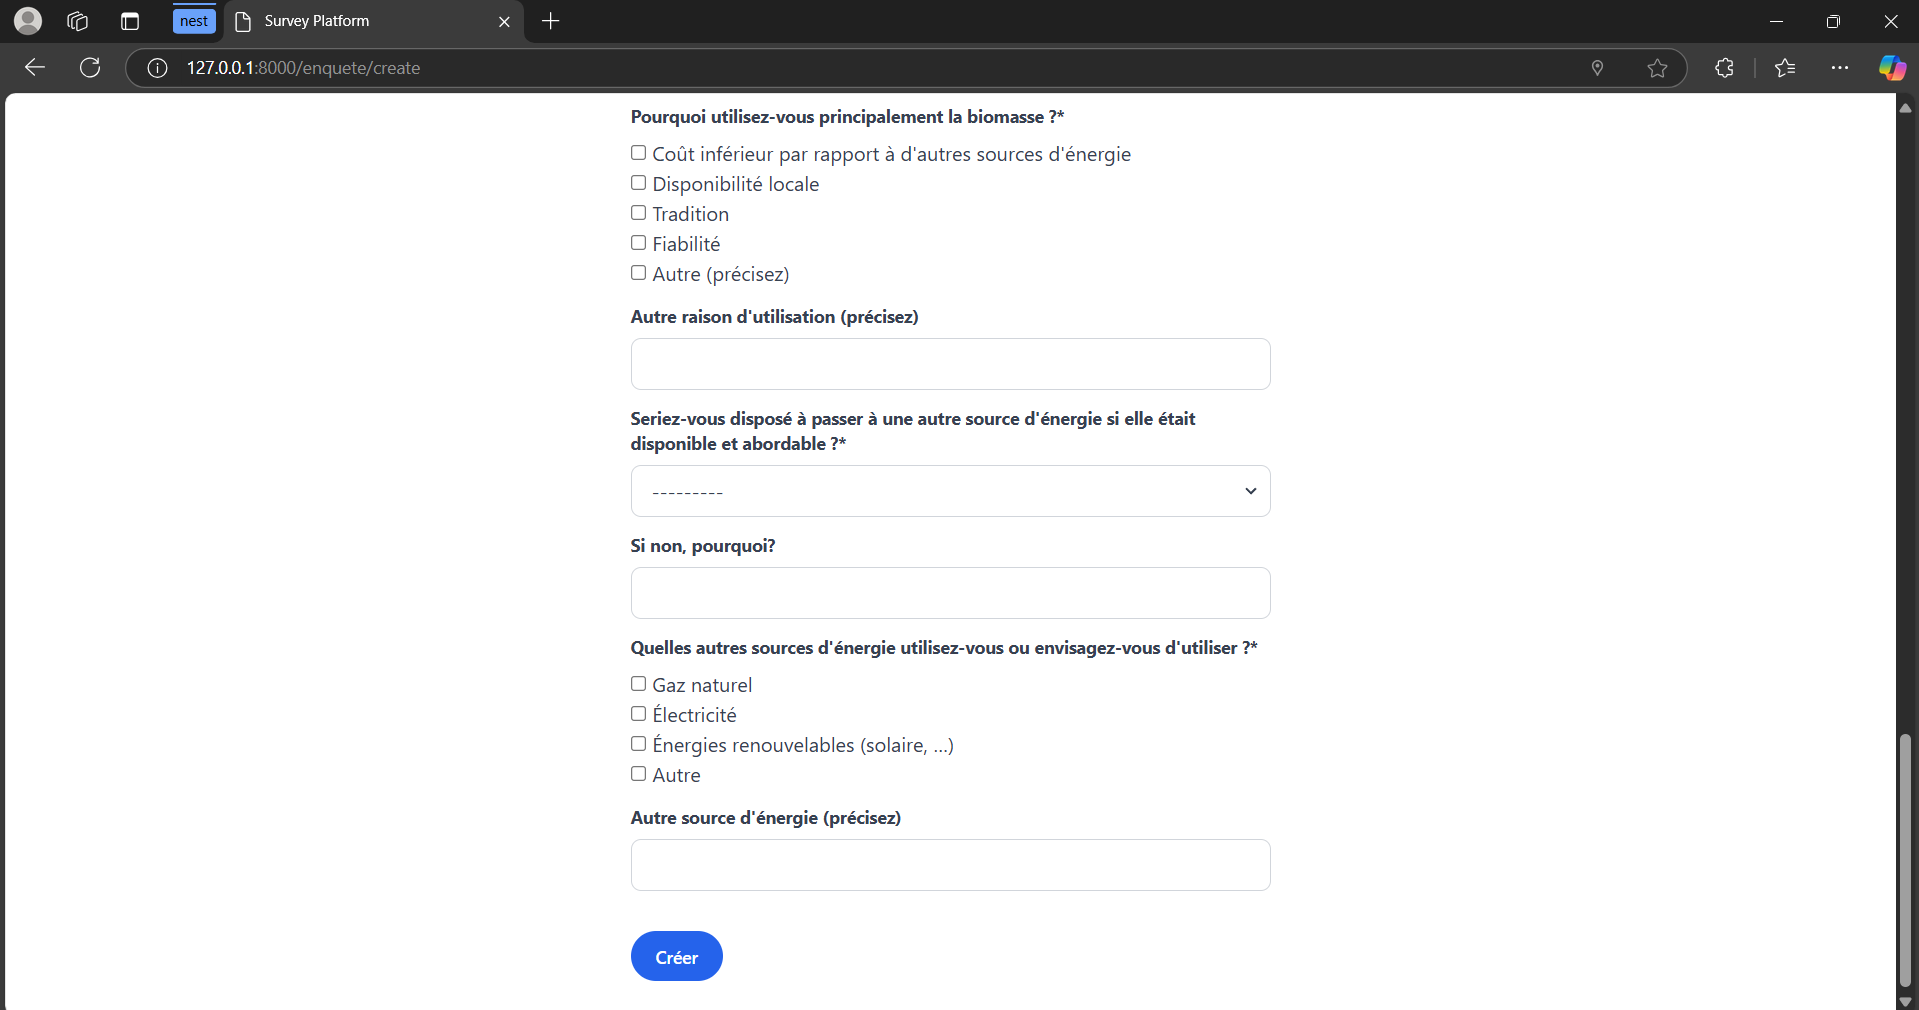 nest
Survey Platform
127.0.0.1:8000/enquete/create
Pourquoi utilisez-vous principalement la biomasse ?*
Coût inférieur par rapport à d'autres sources d'énergie
Disponibilité locale
Tradition
Fiabilité
Autre (précisez)
Autre raison d'utilisation (précisez)
Seriez-vous disposé à passer à une autre source d'énergie si elle était
disponible et abordable ?*
---------
Si non, pourquoi?
Quelles autres sources d'énergie utilisez-vous ou envisagez-vous d'utiliser ?*
Gaz naturel
Électricité
Énergies renouvelables (solaire, ...)
Autre
Autre source d'énergie (précisez)
Créer